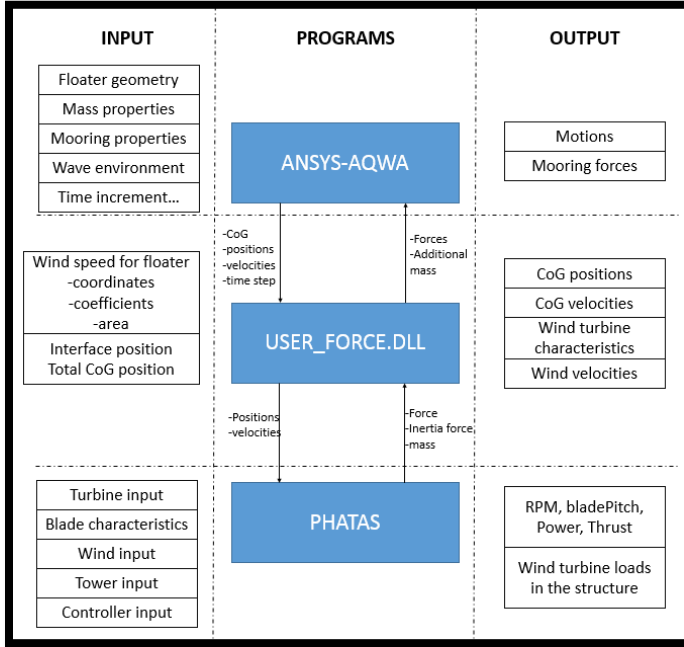 INPUT
PROGRAMS
OUTPUT
Floater geometry
Mass properties
Mooring properties
Wave environment
Time increment...
ANSYS-AQWA
Motions
Mooring forces
-CoG
-positions
-velocities
-time step
-Forces
-Additional
mass
Wind speed for floater
-coordinates
-coefficients
-area
Interface position
Total CoG position
USER_FORCE.DLL
CoG positions
CoG velocities
Wind turbine
characteristics
Wind velocities
-Positions
-velocities
-Force
-Inertia force,
-mass
Turbine input
Blade characteristics
Wind input
Tower input
Controller input
PHATAS
RPM, bladePitch,
Power, Thrust
Wind turbine loads
in the structure